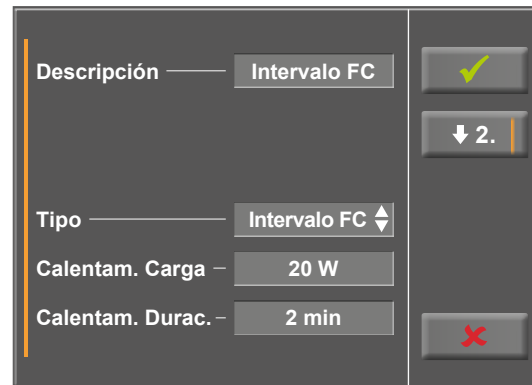 Descripción Intervalo FC
2.
Tipo Intervalo FC
Calentam. Carga 20 W
Calentam. Durac. 2 min